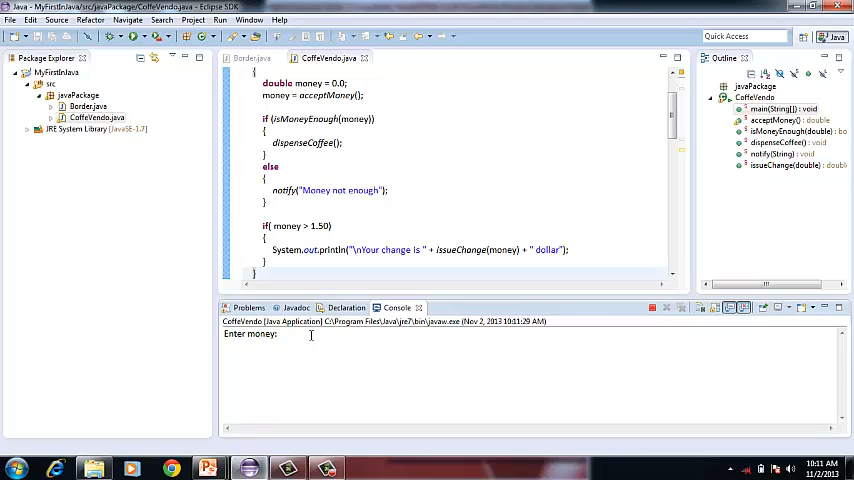 Java - MyFirstInJava/src/javaPackage/CoffeVendo.java - Eclipse SDK
File Edit Source Refactor Navigate Search Project Run Window Help
Quick Access
Java
Package Explorer
MyFirstInJava
src
javaPackage
Border.java
CoffeVendo.java
JRE System Library [JavaSE-1.7]
Border.java CoffeVendo.java
{
double money = 0.0;
money = acceptMoney();
if (isMoneyEnough(money))
{
dispenseCoffee();
}
else
{
notify("Money not enough");
}
if( money > 1.50)
{
System.out.println("\nYour change is " + issueChange(money) + " dollar");
}
}
Outline
javaPackage
CoffeVendo
main(String[]) : void
acceptMoney() : double
isMoneyEnough(double) : bo
dispenseCoffee() : void
notify(String) : void
issueChange(double) : doubl
Problems Javadoc Declaration Console
CoffeVendo [Java Application] C:\Program Files\Java\jre7\bin\javaw.exe (Nov 2, 2013 10:11:29 AM)
Enter money:
10:11 AM
11/2/2013